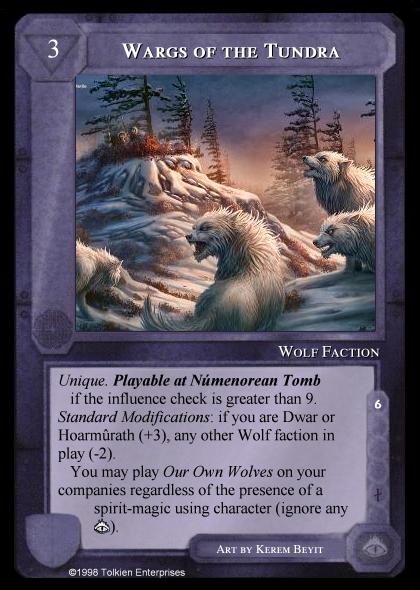 3
WARGS OF THE TUNDRA
WOLF FACTION
Unique. Playable at Númenorean Tomb
if the influence check is greater than 9.
Standard Modifications: if you are Dwar or
Hoarmûrath (+3), any other Wolf faction in
play (-2).
You may play Our Own Wolves on your
companies regardless of the presence of a
spirit-magic using character (ignore any
).
6
ART BY KEREM BEYIT
©1998 Tolkien Enterprises